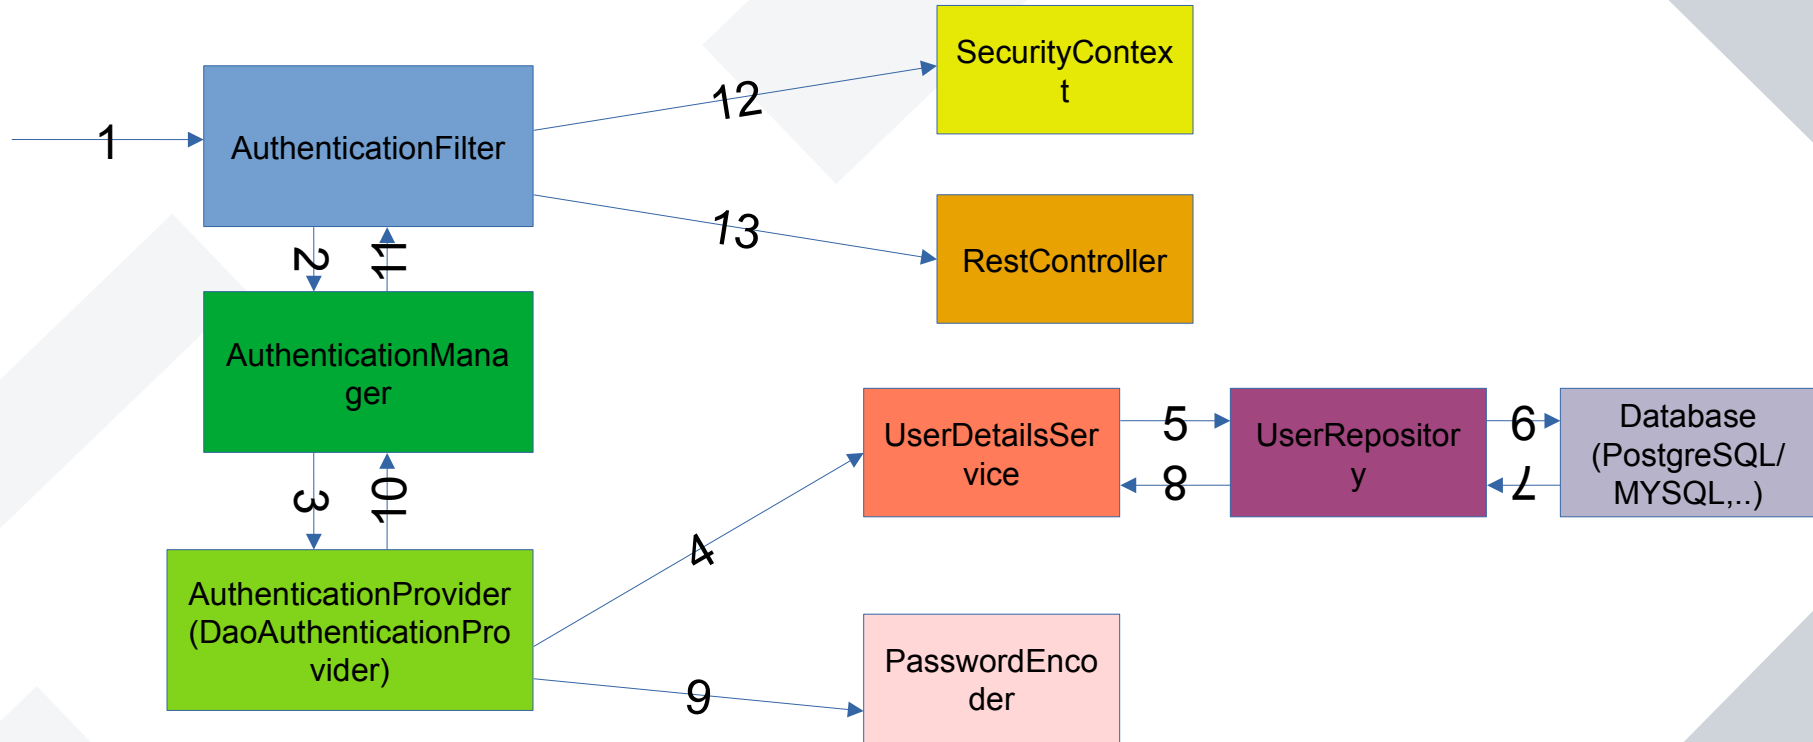 SecurityContex
t
12
1
AuthenticationFilter
13
RestController
2
11
AuthenticationMana
ger
UserDetailsSer
vice
5
8
UserRepositor
y
6
7
Database
(PostgreSQL/
MYSQL,..)
3
10
4
AuthenticationProvider
(DaoAuthenticationPro
vider)
9
PasswordEnco
der